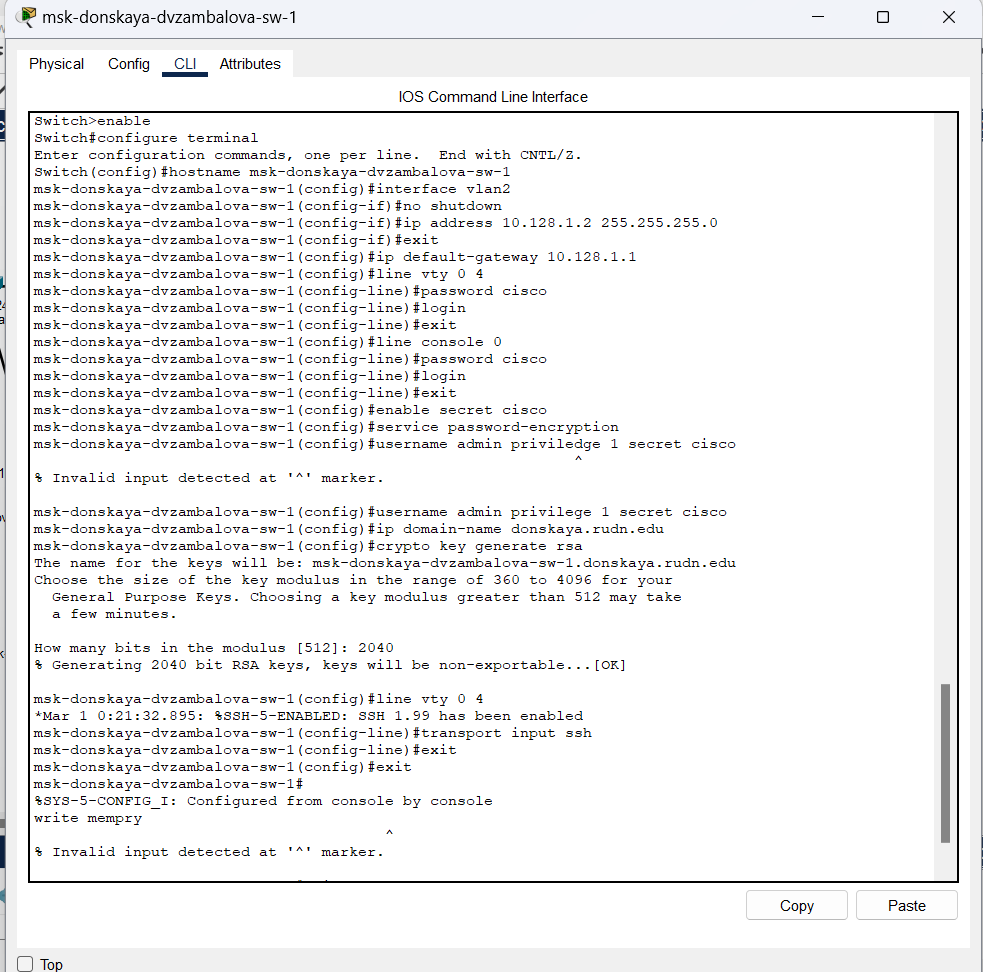 msk-donskaya-dvzambalova-sw-1
Physical Config CLI Attributes
IOS Command Line Interface
Switch>enable
Switch#configure terminal
Enter configuration commands, one per line.  End with CNTL/Z.
Switch(config)#hostname msk-donskaya-dvzambalova-sw-1
msk-donskaya-dvzambalova-sw-1(config)#interface vlan2
msk-donskaya-dvzambalova-sw-1(config-if)#no shutdown
msk-donskaya-dvzambalova-sw-1(config-if)#ip address 10.128.1.2 255.255.255.0
msk-donskaya-dvzambalova-sw-1(config-if)#exit
msk-donskaya-dvzambalova-sw-1(config)#ip default-gateway 10.128.1.1
msk-donskaya-dvzambalova-sw-1(config)#line vty 0 4
msk-donskaya-dvzambalova-sw-1(config-line)#password cisco
msk-donskaya-dvzambalova-sw-1(config-line)#login
msk-donskaya-dvzambalova-sw-1(config-line)#exit
msk-donskaya-dvzambalova-sw-1(config)#line console 0
msk-donskaya-dvzambalova-sw-1(config-line)#password cisco
msk-donskaya-dvzambalova-sw-1(config-line)#login
msk-donskaya-dvzambalova-sw-1(config-line)#exit
msk-donskaya-dvzambalova-sw-1(config)#enable secret cisco
msk-donskaya-dvzambalova-sw-1(config)#service password-encryption
msk-donskaya-dvzambalova-sw-1(config)#username admin priviledge 1 secret cisco
^
% Invalid input detected at '^' marker.
msk-donskaya-dvzambalova-sw-1(config)#username admin privilege 1 secret cisco
msk-donskaya-dvzambalova-sw-1(config)#ip domain-name donskaya.rudn.edu
msk-donskaya-dvzambalova-sw-1(config)#crypto key generate rsa
The name for the keys will be: msk-donskaya-dvzambalova-sw-1.donskaya.rudn.edu
Choose the size of the key modulus in the range of 360 to 4096 for your
General Purpose Keys. Choosing a key modulus greater than 512 may take
a few minutes.
How many bits in the modulus [512]: 2040
% Generating 2040 bit RSA keys, keys will be non-exportable...[OK]
msk-donskaya-dvzambalova-sw-1(config)#line vty 0 4
*Mar 1 0:21:32.895: %SSH-5-ENABLED: SSH 1.99 has been enabled
msk-donskaya-dvzambalova-sw-1(config-line)#transport input ssh
msk-donskaya-dvzambalova-sw-1(config-line)#exit
msk-donskaya-dvzambalova-sw-1(config)#exit
msk-donskaya-dvzambalova-sw-1#
%SYS-5-CONFIG_I: Configured from console by console
write mempry
^
% Invalid input detected at '^' marker.
Copy Paste
Top